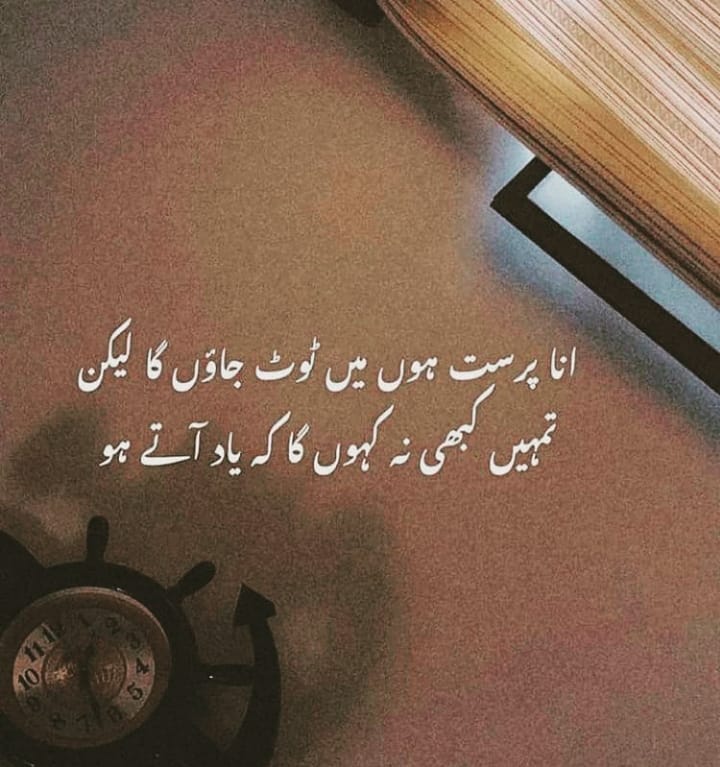 انا پرست ہوں میں ٹوٹ جاؤں گا لیکن
تمہیں کبھی نہ کہوں گا کہ یاد آتے ہو